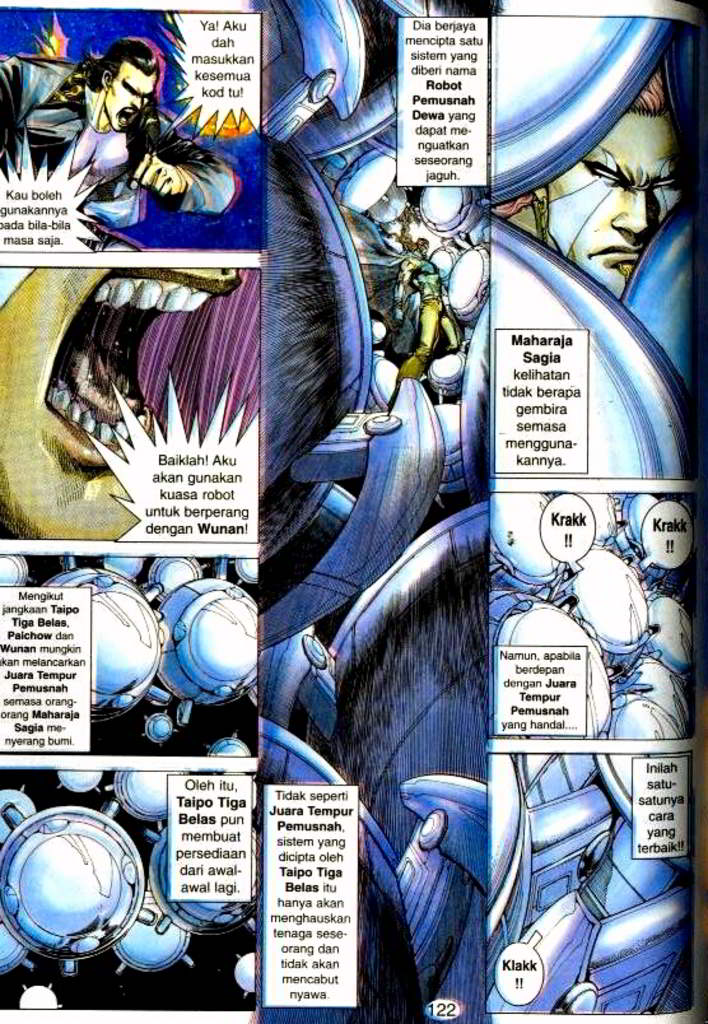 Ya! Aku
dah
masukkan
kesemua
kod tu!
Kau boleh
gunakannya
pada bila-bila
masa saja.
Baiklah! Aku
akan gunakan
kuasa robot
untuk berperang
dengan Wunan!
Mengikut
jangkaan Taipo
Tiga Belas,
Paichow dan
Wunan mungkin
akan melancarkan
Juara Tempur
Pemusnah
semasa orang-
orang Maharaja
Sagia me-
nyerang bumi.
Oleh itu,
Taipo Tiga
Belas pun
membuat
persediaan
dari awal-
awal lagi.
Tidak seperti
Juara Tempur
Pemusnah,
sistem yang
dicipta oleh
Taipo Tiga
Belas itu
hanya akan
menghauskan
tenaga sese-
orang dan
tidak akan
mencabut
nyawa.
Dia berjaya
mencipta satu
sistem yang
diberi nama
Robot
Pemusnah
Dewa yang
dapat me-
nguatkan
seseorang
jaguh.
Maharaja
Sagia
kelihatan
tidak berapa
gembira
semasa
mengguna-
kannya.
Krakk
!!
Krakk
!!
Namun, apabila
berdepan
dengan Juara
Tempur
Pemusnah
yang handal....
Inilah
satu-
satunya
cara
yang
terbaik!!
Klakk
!!
122